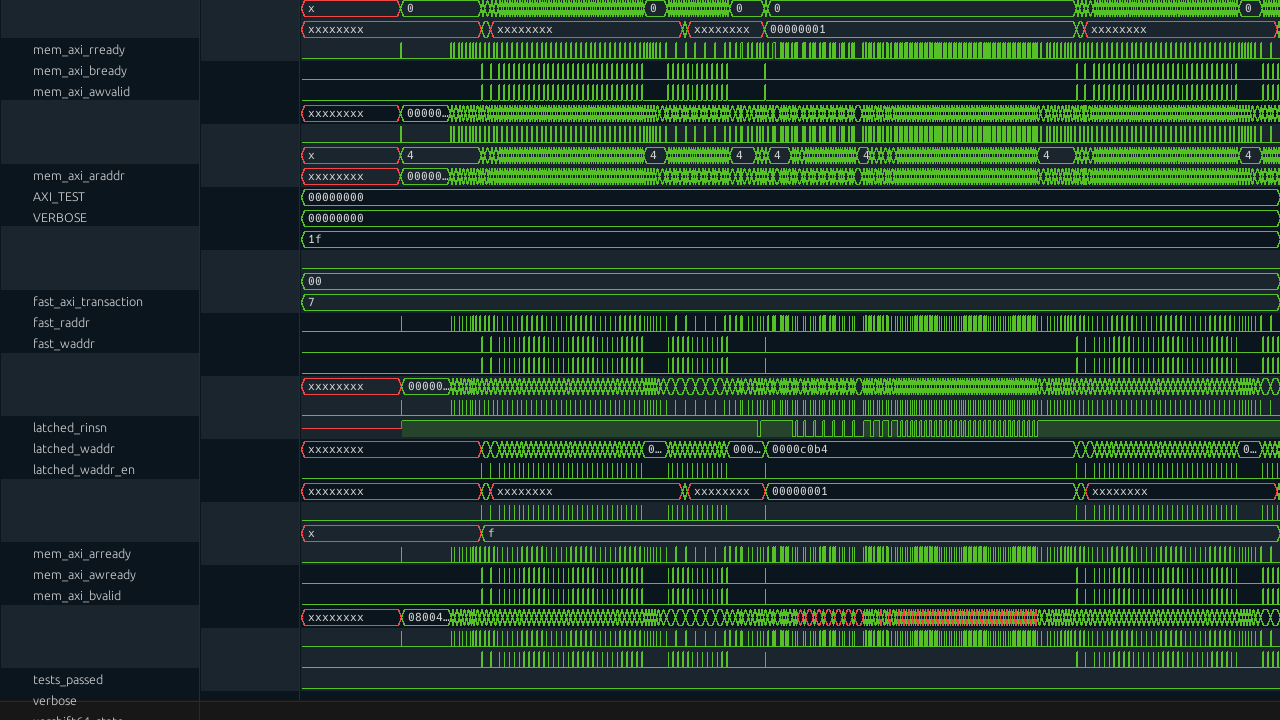 x 0 0 0 0 0
xxxxxxxx xxxxxxxx xxxxxxxx 00000001 xxxxxxxx
mem_axi_rready
mem_axi_bready
mem_axi_awvalid
xxxxxxxx 00000…
x 4 4 4 4 4 4 4
mem_axi_araddr xxxxxxxx 00000…
AXI_TEST 00000000
VERBOSE 00000000
1f
00
fast_axi_transaction 7
fast_raddr
fast_waddr
xxxxxxxx 00000…
latched_rinsn
latched_waddr xxxxxxxx 0… 000… 0000c0b4 0…
latched_waddr_en
xxxxxxxx xxxxxxxx xxxxxxxx 00000001 xxxxxxxx
x f
mem_axi_arready
mem_axi_awready
mem_axi_bvalid
xxxxxxxx 08004…
tests_passed
verbose